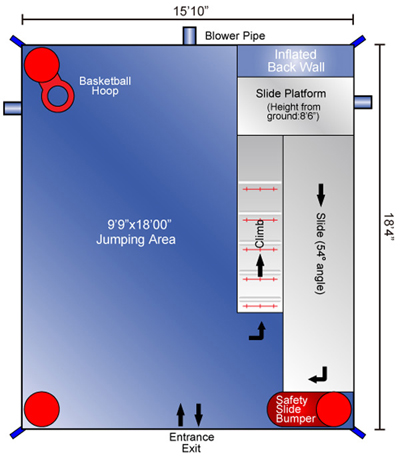 15'10"
Blower Pipe
Inflated
Back Wall
Basketball
Hoop
Slide Platform
(Height from
ground:8'6")
9'9"x18'00"
Jumping Area
Climb
Slide (54° angle)
18'4"
Safety
Slide
Bumper
Entrance
Exit